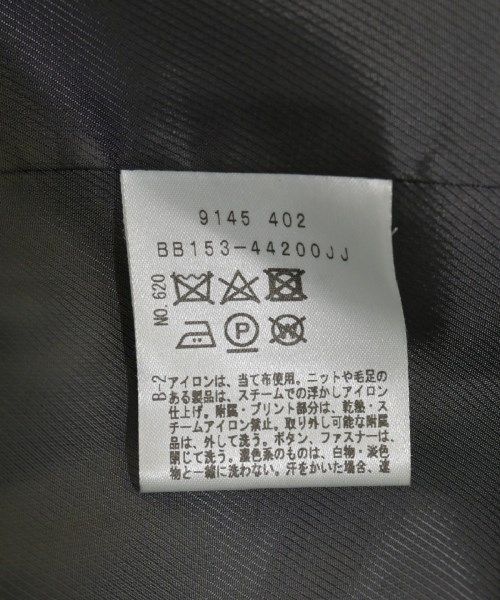 9145 402
BB153-44200JJ
NO.620
P
W
B-2
アイロンは、当て布使用。ニットや毛足の
ある製品は、スチームでの浮かしアイロン
仕上げ。附属・プリント部分は、乾熱・ス
チームアイロン禁止。取り外し可能な附属
品は、外して洗う。ボタン、ファスナーは、
閉じて洗う。濃色系のものは、白物・淡色
物と一緒に洗わない。汗をかいた場合、速